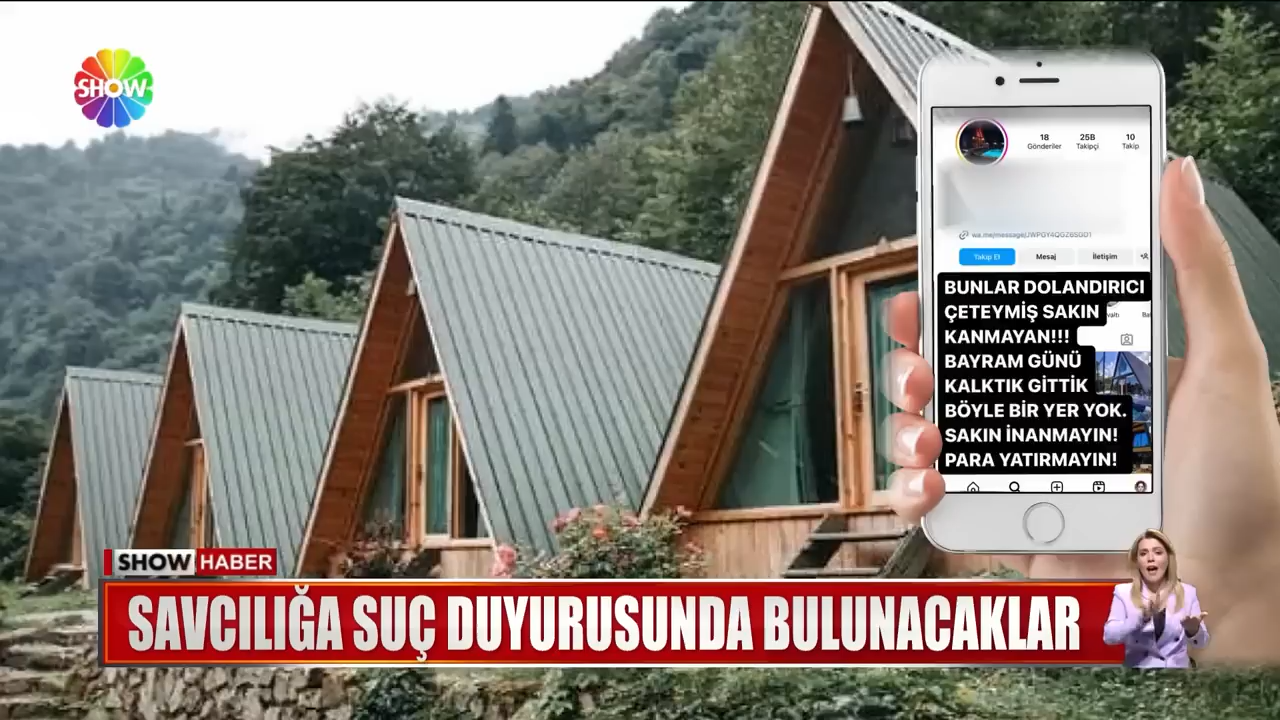 SHOW
18 25B 10
Gönderiler Takipçi Takip
Takip Et Mesaj İletişim
BUNLAR DOLANDIRICI
ÇETEYMİŞ SAKIN
KANMAYAN!!!
BAYRAM GÜNÜ
KALKTIK GİTTİK
BÖYLE BİR YER YOK.
SAKIN İNANMAYIN!
PARA YATIRMAYIN!
SHOW HABER
SAVCILIĞA SUÇ DUYURUSUNDA BULUNACAKLAR